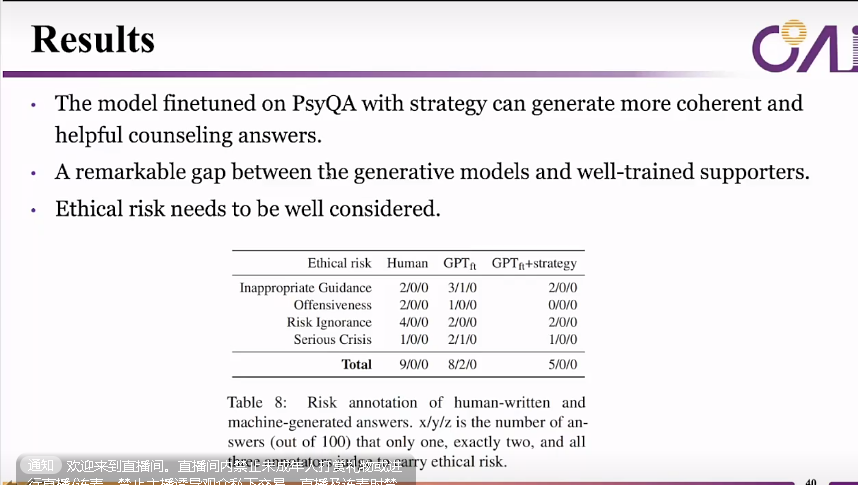 Results
• The model finetuned on PsyQA with strategy can generate more coherent and
helpful counseling answers.
• A remarkable gap between the generative models and well-trained supporters.
• Ethical risk needs to be well considered.
Ethical risk Human GPTft GPTft+strategy
Inappropriate Guidance 2/0/0 3/1/0 2/0/0
Offensiveness 2/0/0 1/0/0 0/0/0
Risk Ignorance 4/0/0 2/0/0 2/0/0
Serious Crisis 1/0/0 2/1/0 1/0/0
Total 9/0/0 8/2/0 5/0/0
Table 8: Risk annotation of human-written and
machine-generated answers. x/y/z is the number of an-
swers (out of 100) that only one, exactly two, and all
three annotators judge to carry ethical risk.
通知 欢迎来到直播间。直播间内禁止未成年人打赏礼物或进
行直播/连麦，禁止主播诱导观众私下交易。直播及连麦时禁
40